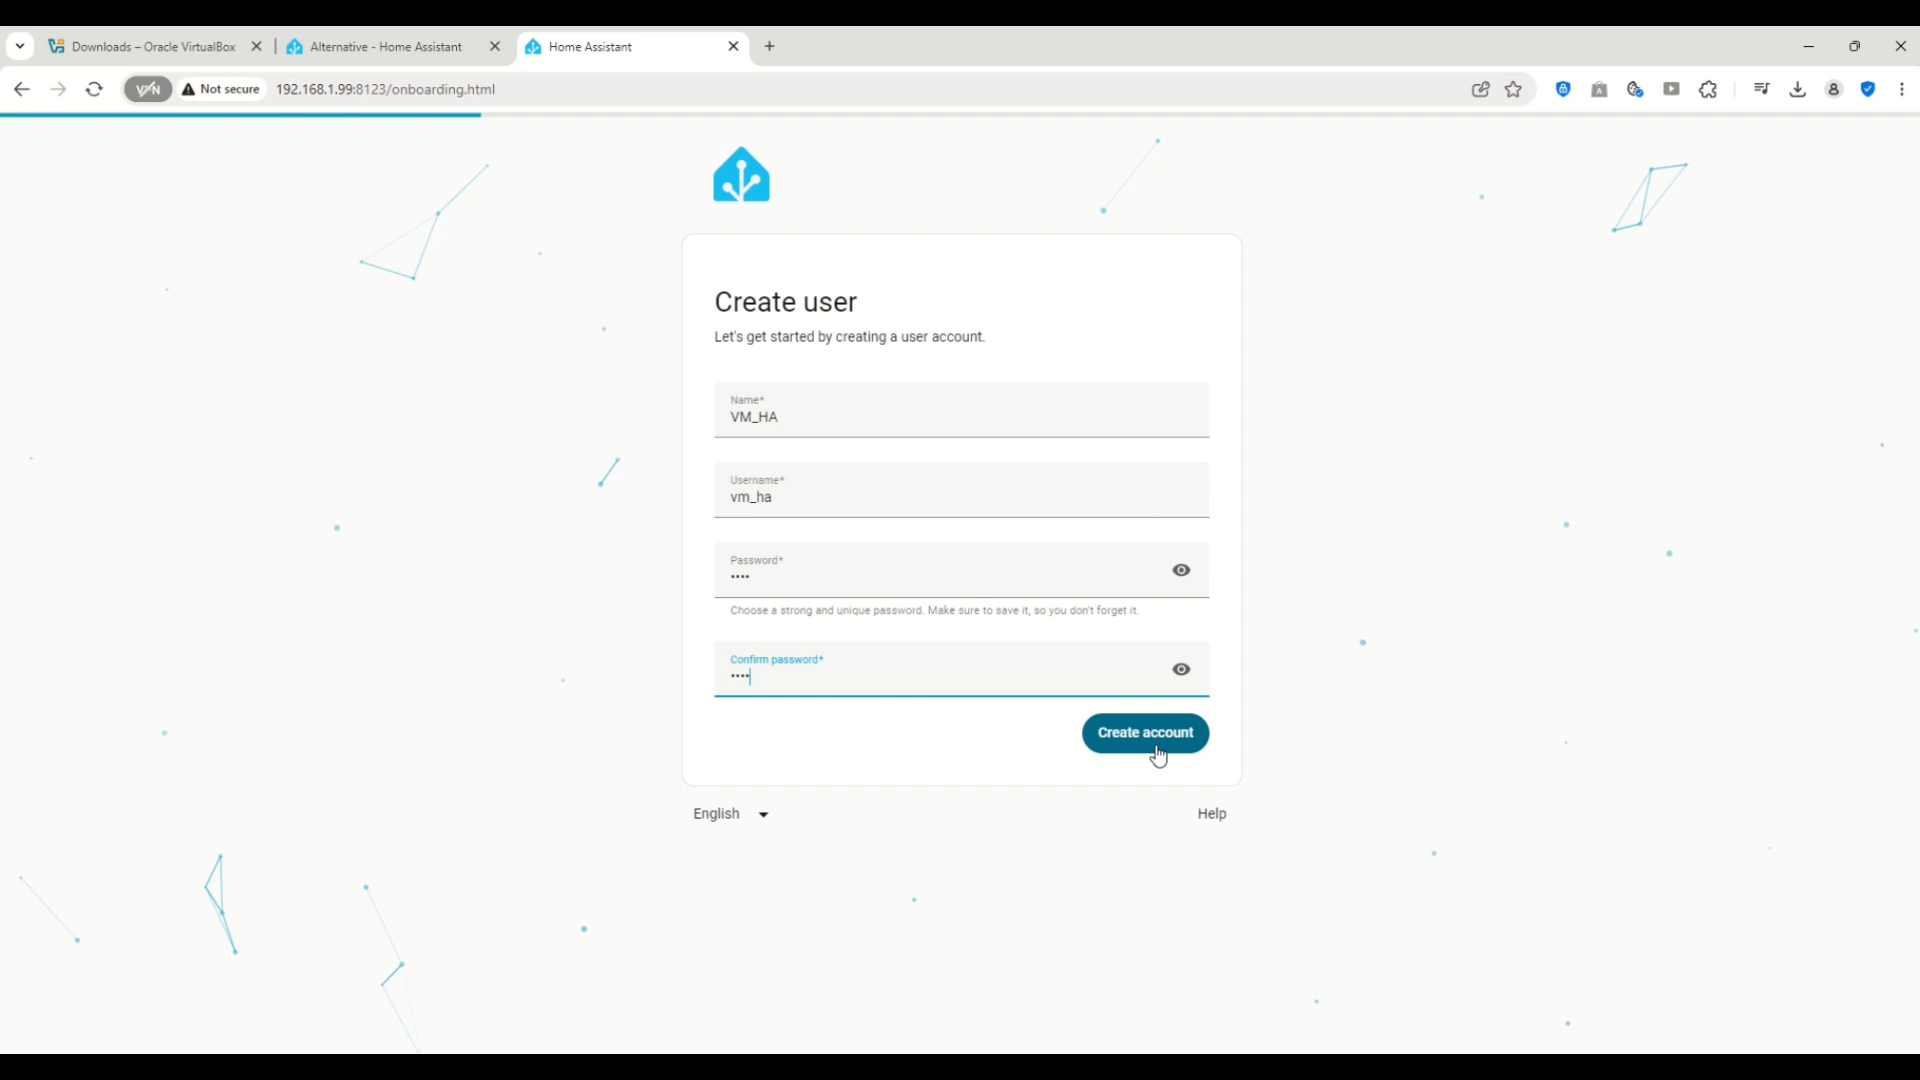 Downloads – Oracle VirtualBox
Alternative - Home Assistant
Home Assistant
VPN
Not secure
192.168.1.99:8123/onboarding.html
Create user
Let's get started by creating a user account.
Name*
VM_HA
Username*
vm_ha
Password*
••••
Choose a strong and unique password. Make sure to save it, so you don't forget it.
Confirm password*
••••
Create account
English
Help